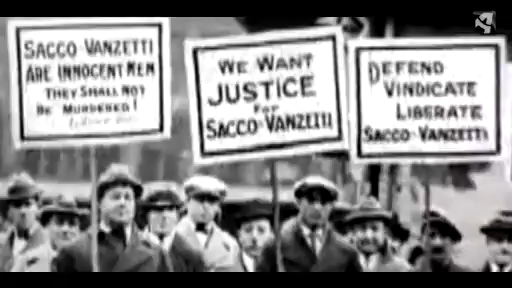 SACCO-VANZETTI
ARE INNOCENT MEN
THEY SHALL NOT
BE MURDERED!
WE WANT
JUSTICE
FOR
SACCO-VANZETTI
DEFEND
VINDICATE
LIBERATE
SACCO-VANZETTI